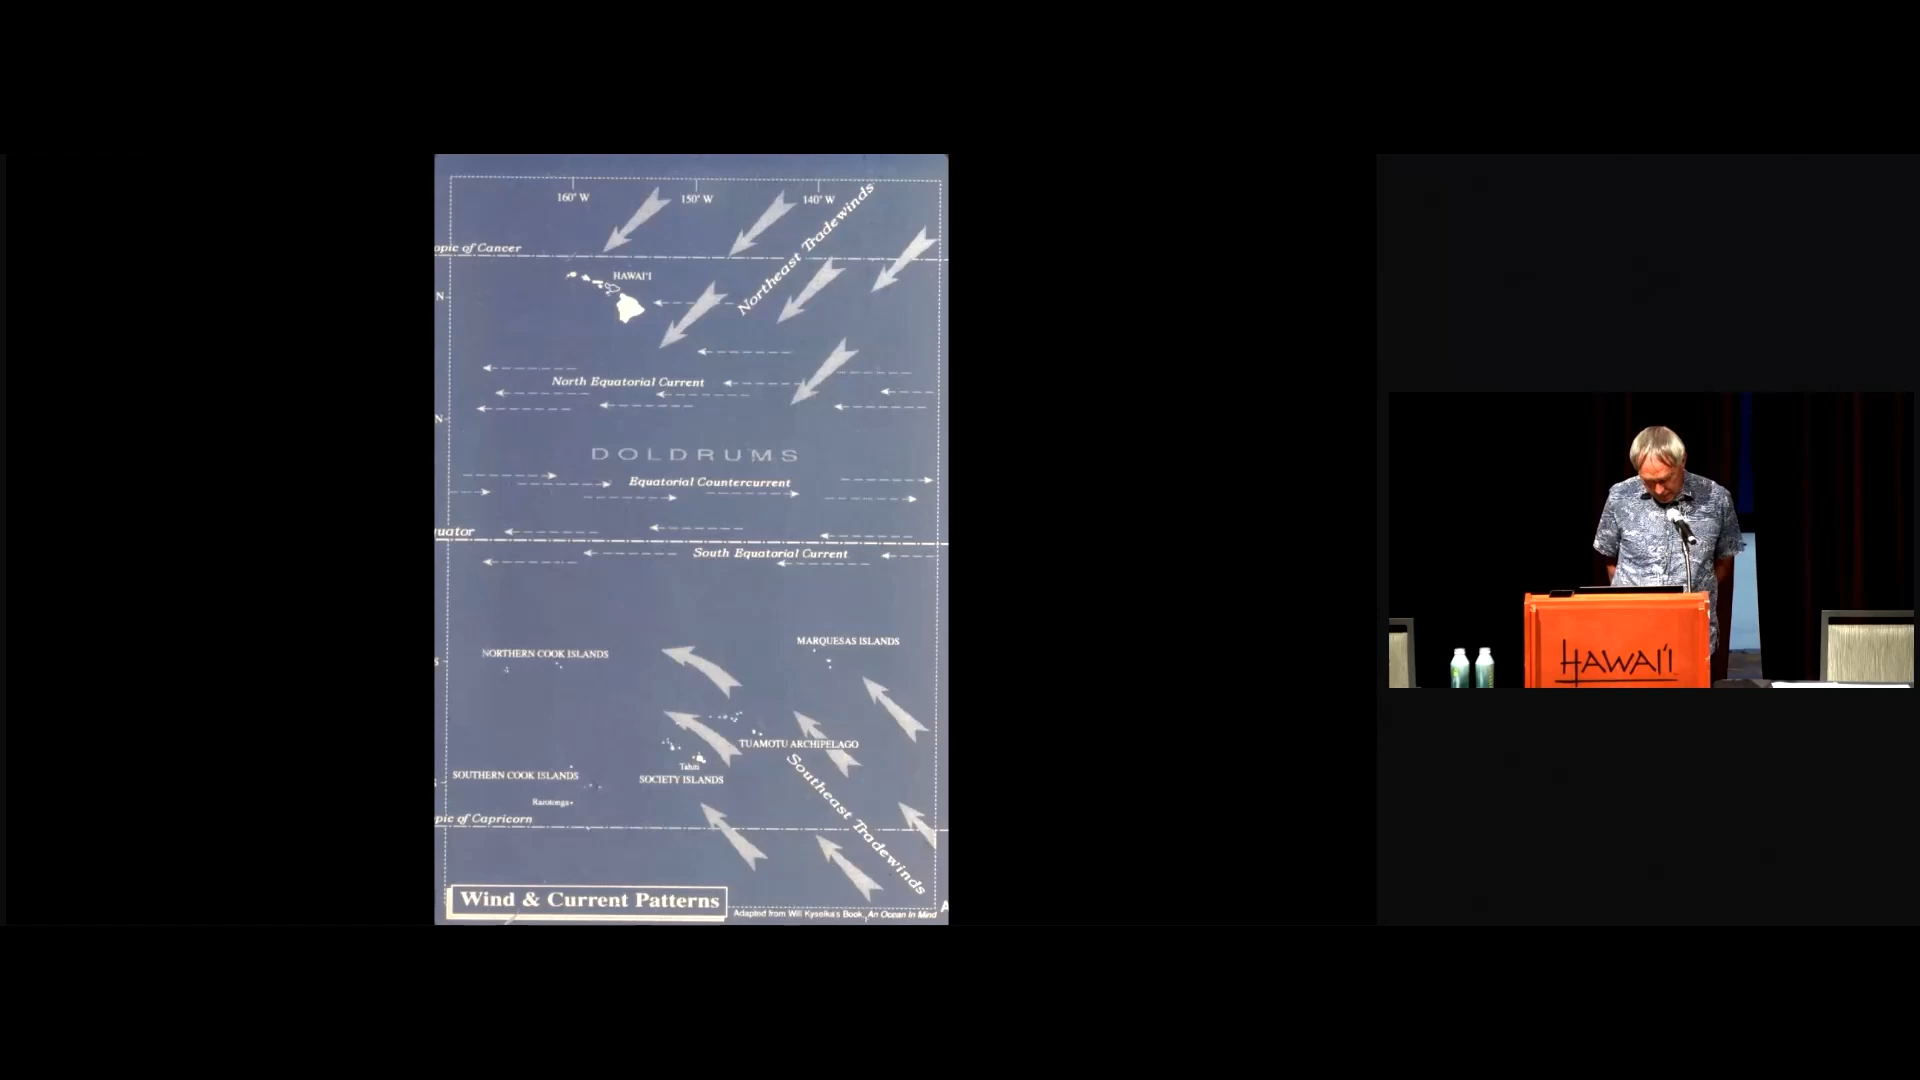 160° W
150° W
140° W
Northeast Tradewinds
opic of Cancer
HAWAI'I
N
North Equatorial Current
N
DOLDRUMS
Equatorial Countercurrent
uator
South Equatorial Current
MARQUESAS ISLANDS
NORTHERN COOK ISLANDS
S
TUAMOTU ARCHIPELAGO
Southeast Tradewinds
Tahiti
SOCIETY ISLANDS
SOUTHERN COOK ISLANDS
S
Rarotonga
pic of Capricorn
Wind & Current Patterns
Adapted from Will Kyselka's Book, An Ocean In Mind
A
HAWAI'I